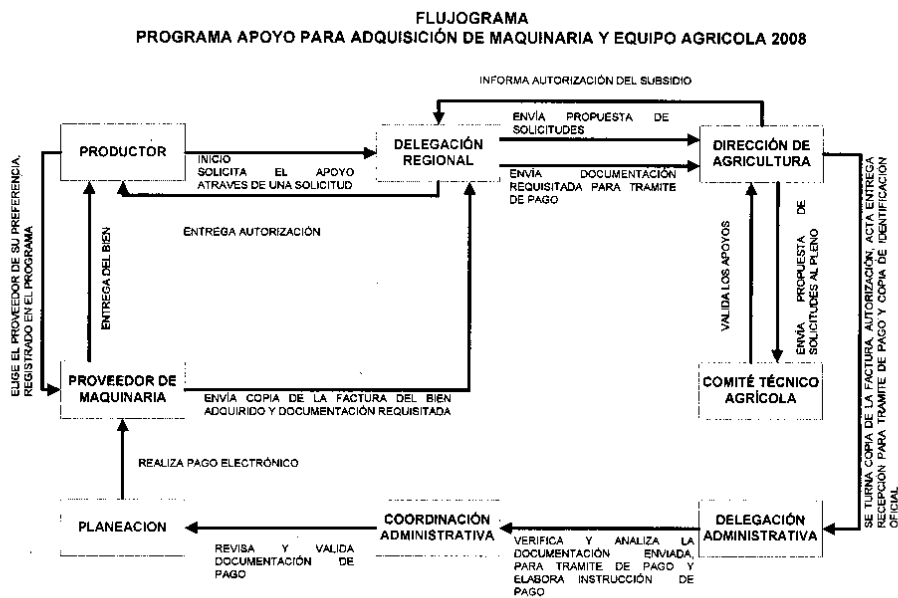 FLUJOGRAMA
PROGRAMA APOYO PARA ADQUISICIÓN DE MAQUINARIA Y EQUIPO AGRICOLA 2008
INFORMA AUTORIZACIÓN DEL SUBSIDIO
PRODUCTOR
INICIO
SOLICITA EL APOYO
ATRAVES DE UNA SOLICITUD
DELEGACIÓN
REGIONAL
ENVÍA PROPUESTA DE
SOLICITUDES
ENVÍA DOCUMENTACIÓN
REQUISITADA PARA TRAMITE
DE PAGO
DIRECCIÓN DE
AGRICULTURA
ENTREGA AUTORIZACIÓN
ELIGE EL PROVEEDOR DE SU PREFERENCIA,
REGISTRADO EN EL PROGRAMA
ENTREGA DEL BIEN
VALIDA LOS APOYOS
ENVÍA PROPUESTA DE
SOLICITUDES AL PLENO
SE TURNA COPIA DE LA FACTURA, AUTORIZACIÓN, ACTA ENTREGA
RECEPCIÓN PARA TRAMITE DE PAGO Y COPIA DE IDENTIFICACIÓN
OFICIAL
PROVEEDOR DE
MAQUINARIA
ENVÍA COPIA DE LA FACTURA DEL BIEN
ADQUIRIDO Y DOCUMENTACIÓN REQUISITADA
COMITÉ TÉCNICO
AGRÍCOLA
REALIZA PAGO ELECTRÓNICO
PLANEACION
REVISA Y VALIDA
DOCUMENTACIÓN DE
PAGO
COORDINACIÓN
ADMINISTRATIVA
VERIFICA Y ANALIZA LA
DOCUMENTACIÓN ENVIADA,
PARA TRAMITE DE PAGO Y
ELABORA INSTRUCCIÓN DE
PAGO
DELEGACIÓN
ADMINISTRATIVA